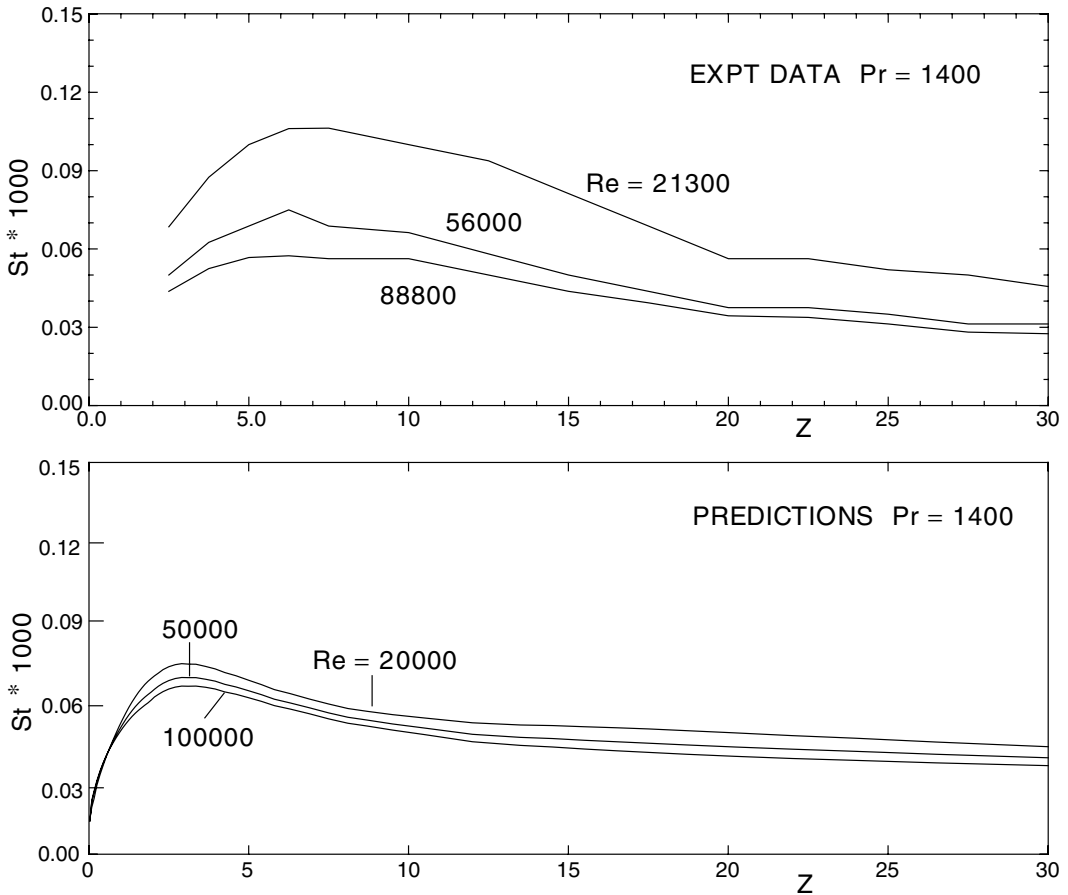 0.15
EXPT DATA Pr = 1400
0.12
0.09
Re = 21300
56000
0.06
88800
0.03
0.00
St * 1000
0.0 5.0 10 15 20 25 30
Z
0.15
PREDICTIONS Pr = 1400
0.12
0.09
50000
Re = 20000
0.06
100000
0.03
0.00
St * 1000
0 5 10 15 20 25 30
Z